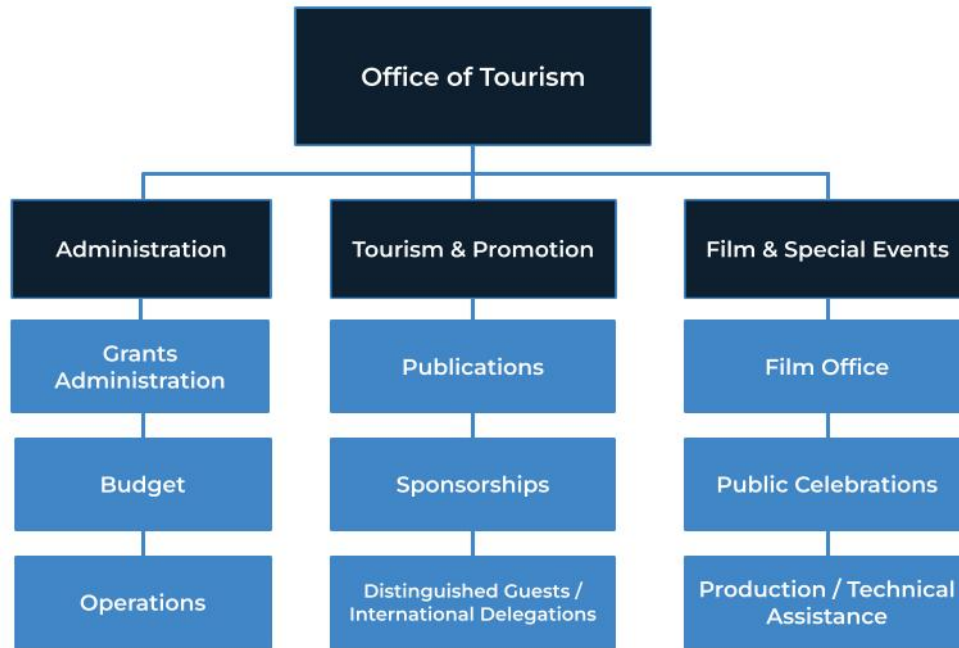 Office of Tourism
Administration
Tourism & Promotion
Film & Special Events
Grants
Administration
Publications
Film Office
Budget
Sponsorships
Public Celebrations
Operations
Distinguished Guests /
International Delegations
Production / Technical
Assistance